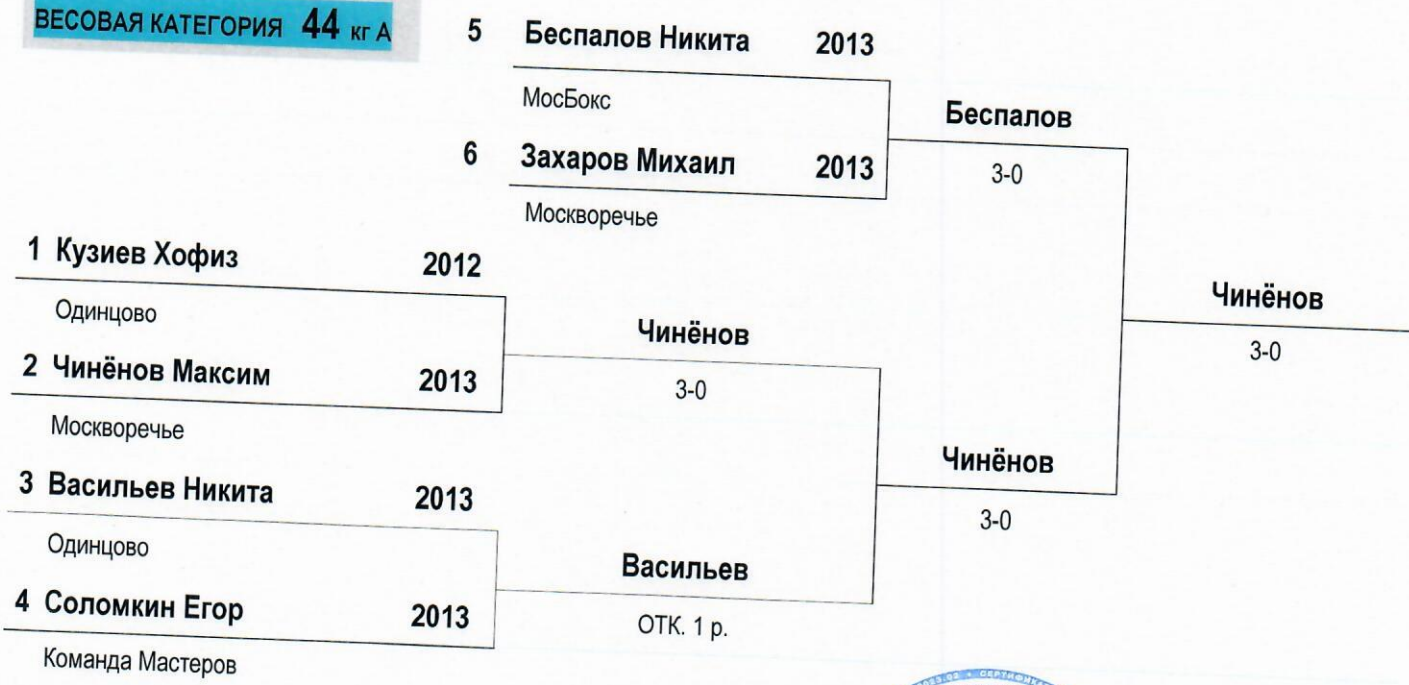 ВЕСОВАЯ КАТЕГОРИЯ 44 кг А
5 Беспалов Никита 2013
МосБокс
Беспалов
6 Захаров Михаил 2013
3-0
Москворечье
1 Кузиев Хофиз 2012
Одинцово
Чинёнов
Чинёнов
3-0
2 Чинёнов Максим 2013
3-0
Москворечье
Чинёнов
3 Васильев Никита 2013
3-0
Одинцово
Васильев
4 Соломкин Егор 2013
ОТК. 1 р.
Команда Мастеров